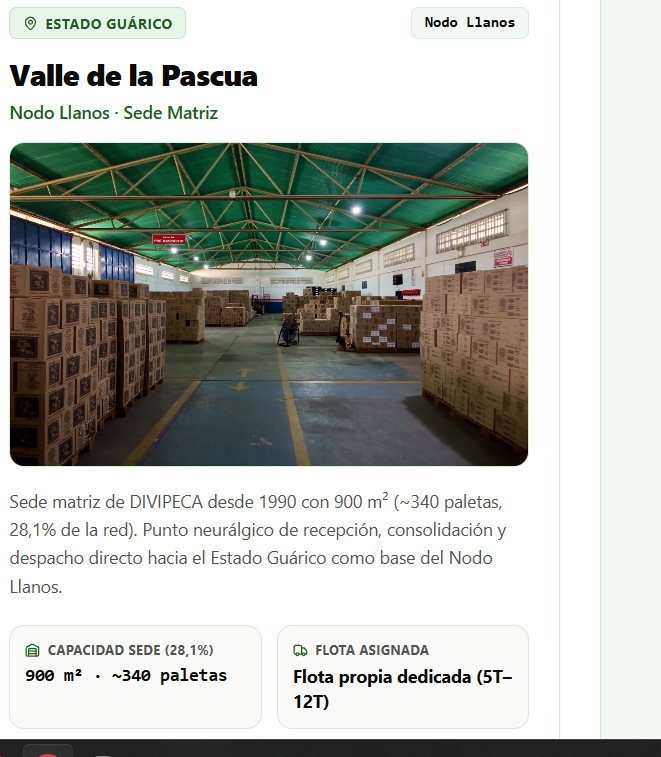 ESTADO GUÁRICO
Nodo Llanos
Valle de la Pascua
Nodo Llanos · Sede Matriz
Sede matriz de DIVIPECA desde 1990 con 900 m² (~340 paletas,
28,1% de la red). Punto neurálgico de recepción, consolidación y
despacho directo hacia el Estado Guárico como base del Nodo
Llanos.
CAPACIDAD SEDE (28,1%)
900 m² · ~340 paletas
FLOTA ASIGNADA
Flota propia dedicada (5T–
12T)